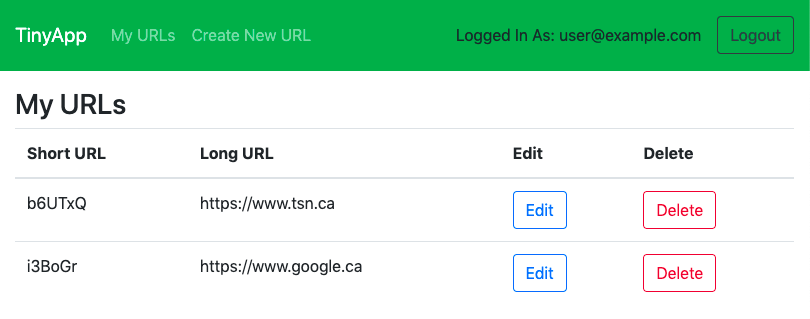 TinyApp My URLs Create New URL Logged In As: user@example.com Logout
My URLs
Short URL Long URL Edit Delete
b6UTxQ https://www.tsn.ca Edit Delete
i3BoGr https://www.google.ca Edit Delete